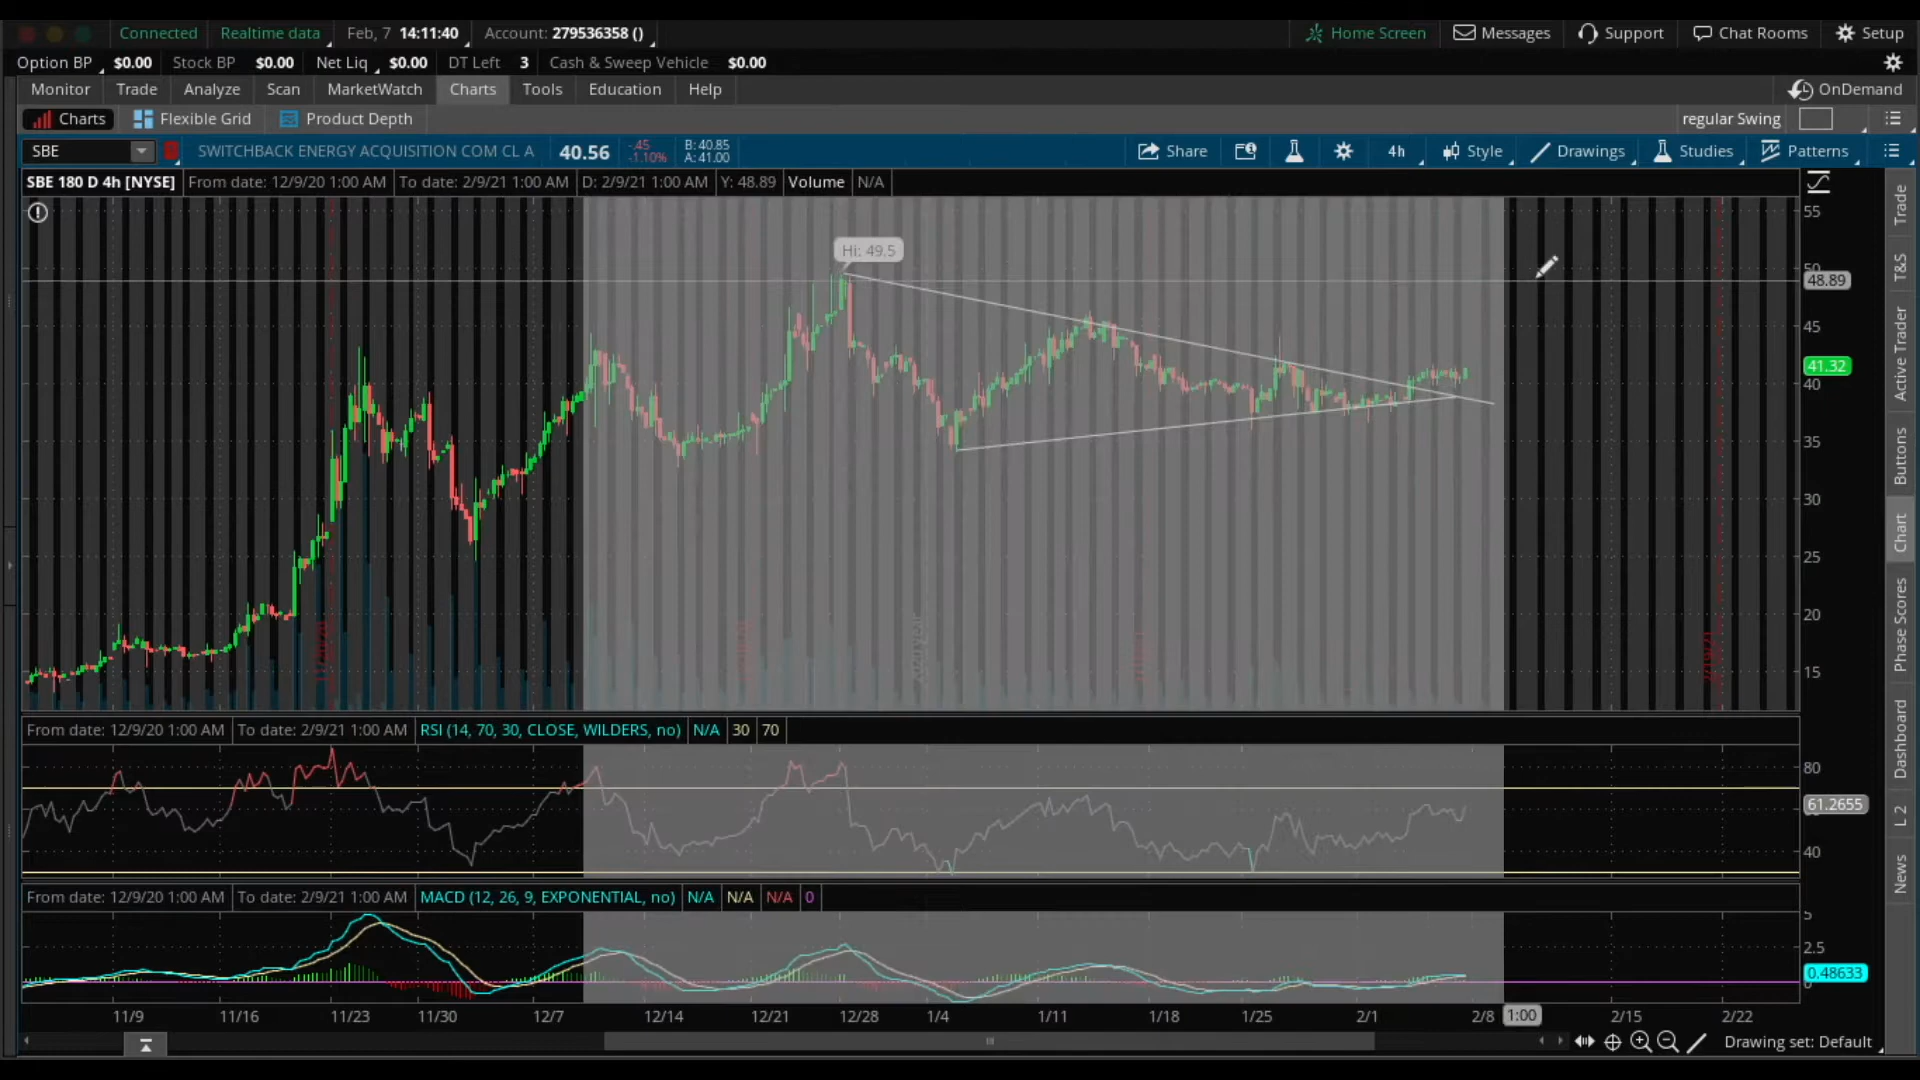 Connected Realtime data Feb, 7 14:11:40 Account: 279536358 () Home Screen Messages Support Chat Rooms Setup
Option BP $0.00 Stock BP $0.00 Net Liq $0.00 DT Left 3 Cash & Sweep Vehicle $0.00
Monitor Trade Analyze Scan MarketWatch Charts Tools Education Help OnDemand
Charts Flexible Grid Product Depth regular Swing
SBE SWITCHBACK ENERGY ACQUISITION COM CL A 40.56 -.45 -1.10% B: 40.85 A: 41.00 Share 4h Style Drawings Studies Patterns
SBE 180 D 4h [NYSE] From date: 12/9/20 1:00 AM To date: 2/9/21 1:00 AM D: 2/9/21 1:00 AM Y: 48.89 Volume N/A
Hi: 49.5
55
50
48.89
45
41.32
40
35
30
25
20
15
From date: 12/9/20 1:00 AM To date: 2/9/21 1:00 AM RSI (14, 70, 30, CLOSE, WILDERS, no) N/A 30 70
80
61.2655
40
From date: 12/9/20 1:00 AM To date: 2/9/21 1:00 AM MACD (12, 26, 9, EXPONENTIAL, no) N/A N/A N/A 0
5
2.5
0.48633
0
11/9 11/16 11/23 11/30 12/7 12/14 12/21 12/28 1/4 1/11 1/18 1/25 2/1 2/8 1:00 2/15 2/22
Drawing set: Default
Trade
T&S
Active Trader
Buttons
Chart
Phase Scores
Dashboard
L 2
News